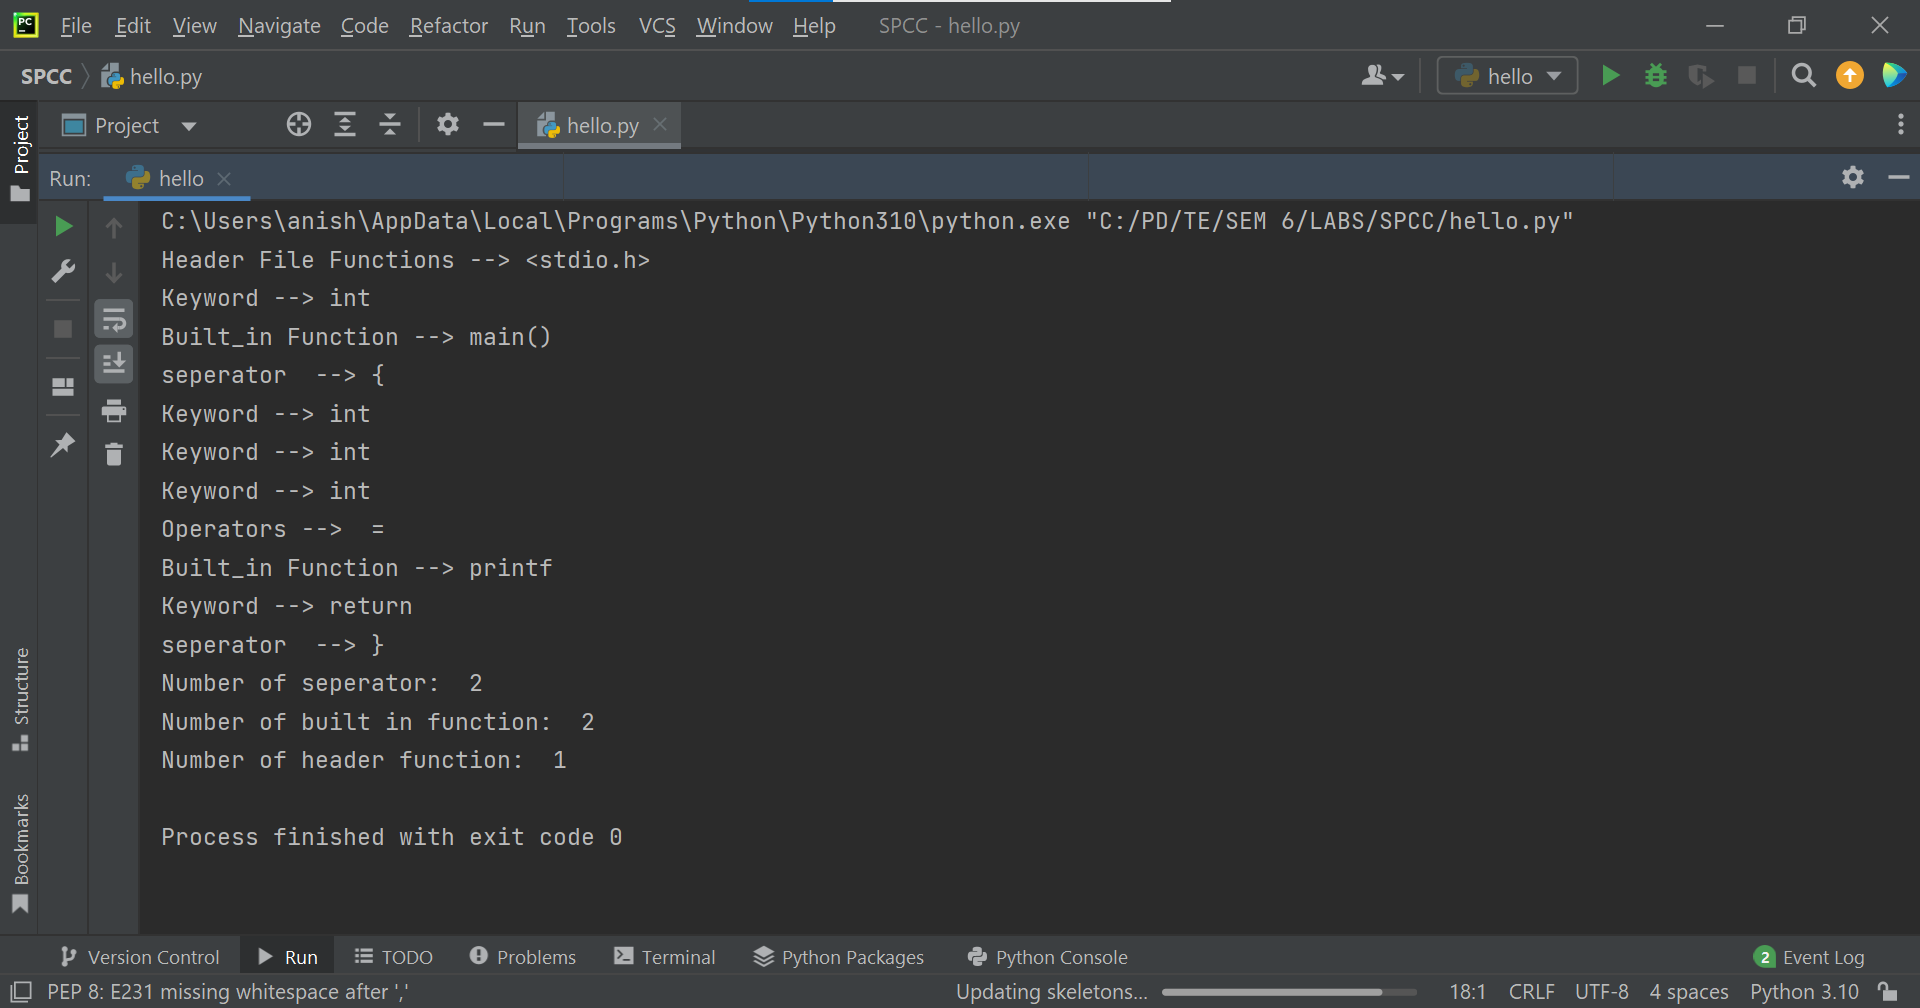 PC File Edit View Navigate Code Refactor Run Tools VCS Window Help SPCC - hello.py
SPCC hello.py hello
Project Project hello.py
Run: hello
C:\Users\anish\AppData\Local\Programs\Python\Python310\python.exe "C:/PD/TE/SEM 6/LABS/SPCC/hello.py"
Header File Functions --> <stdio.h>
Keyword --> int
Built_in Function --> main()
seperator  --> {
Keyword --> int
Keyword --> int
Keyword --> int
Operators -->  =
Built_in Function --> printf
Keyword --> return
seperator  --> }
Number of seperator:  2
Number of built in function:  2
Number of header function:  1
Process finished with exit code 0
Structure
Bookmarks
Version Control Run TODO Problems Terminal Python Packages Python Console 2 Event Log
PEP 8: E231 missing whitespace after ',' Updating skeletons... 18:1 CRLF UTF-8 4 spaces Python 3.10